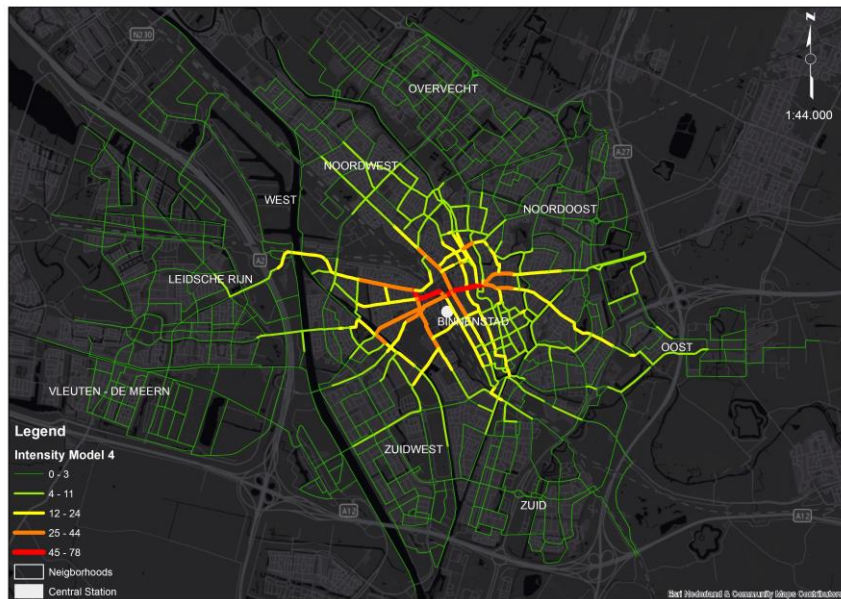 N230
OVERVECHT
N
1:44.000
A27
NOORDWEST
WEST
NOORDOOST
A2
LEIDSCHE RIJN
BINNENSTAD
OOST
VLEUTEN - DE MEERN
Legend
Intensity Model 4
0 - 3
4 - 11
12 - 24
25 - 44
45 - 78
Neigborhoods
Central Station
ZUIDWEST
ZUID
A12
A12
Esri Nederland & Community Maps Contributors